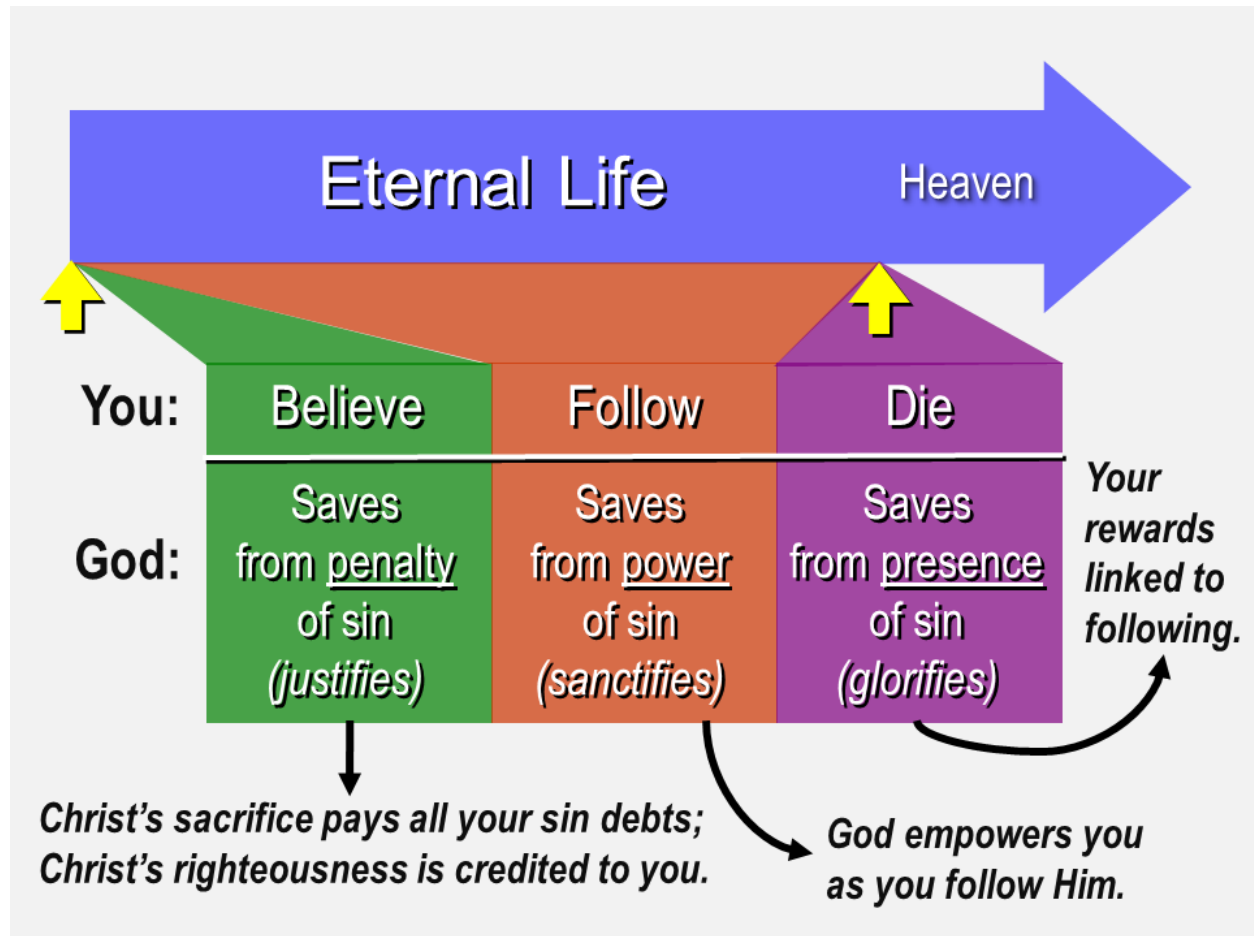 Eternal Life
Heaven
You:
Believe
Follow
Die
God:
Saves
from penalty
of sin
(justifies)
Saves
from power
of sin
(sanctifies)
Saves
from presence
of sin
(glorifies)
Your
rewards
linked to
following.
Christ’s sacrifice pays all your sin debts;
Christ’s righteousness is credited to you.
God empowers you
as you follow Him.